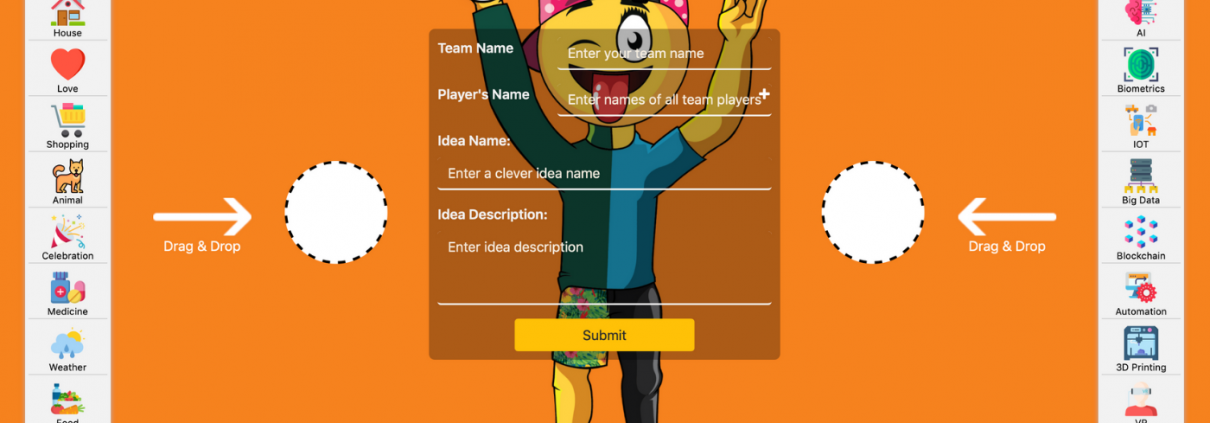 House
Love
Shopping
Animal
Celebration
Medicine
Weather
Food
Drag & Drop
Team Name
Enter your team name
Player's Name
Enter names of all team players
Idea Name:
Enter a clever idea name
Idea Description:
Enter idea description
Submit
Drag & Drop
AI
Biometrics
IOT
Big Data
Blockchain
Automation
3D Printing
VR